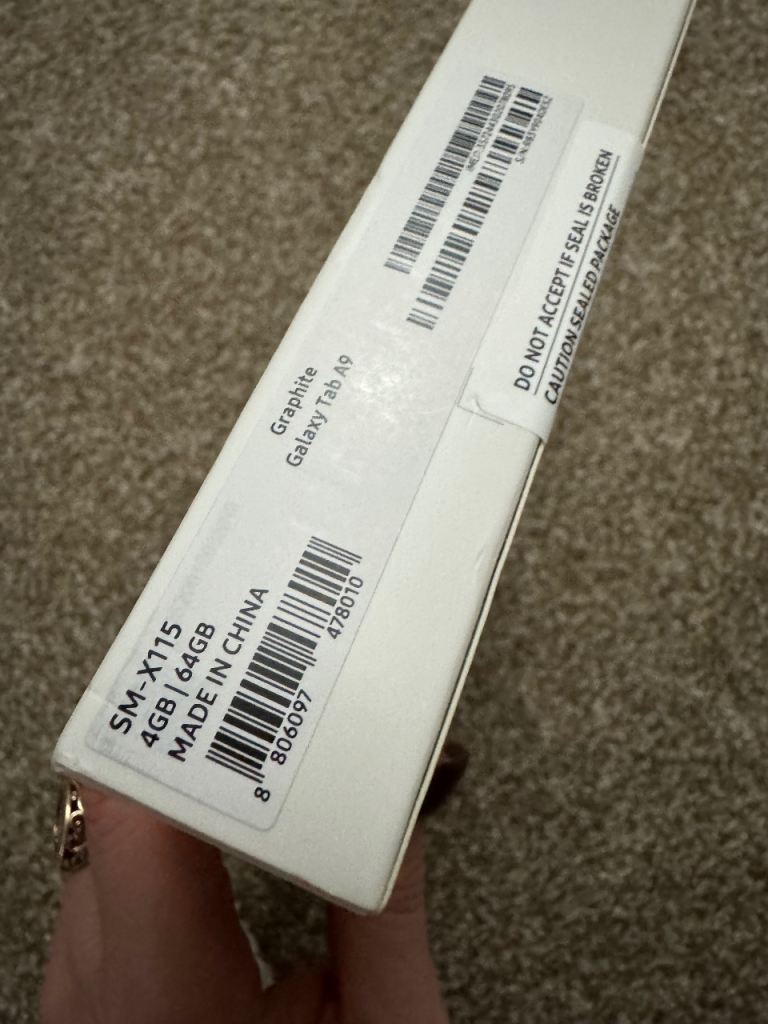 SM-X115
4GB | 64GB
MADE IN CHINA
8 806097 478010
Graphite
Galaxy Tab A9
DO NOT ACCEPT IF SEAL IS BROKEN
CAUTION SEALED PACKAGE